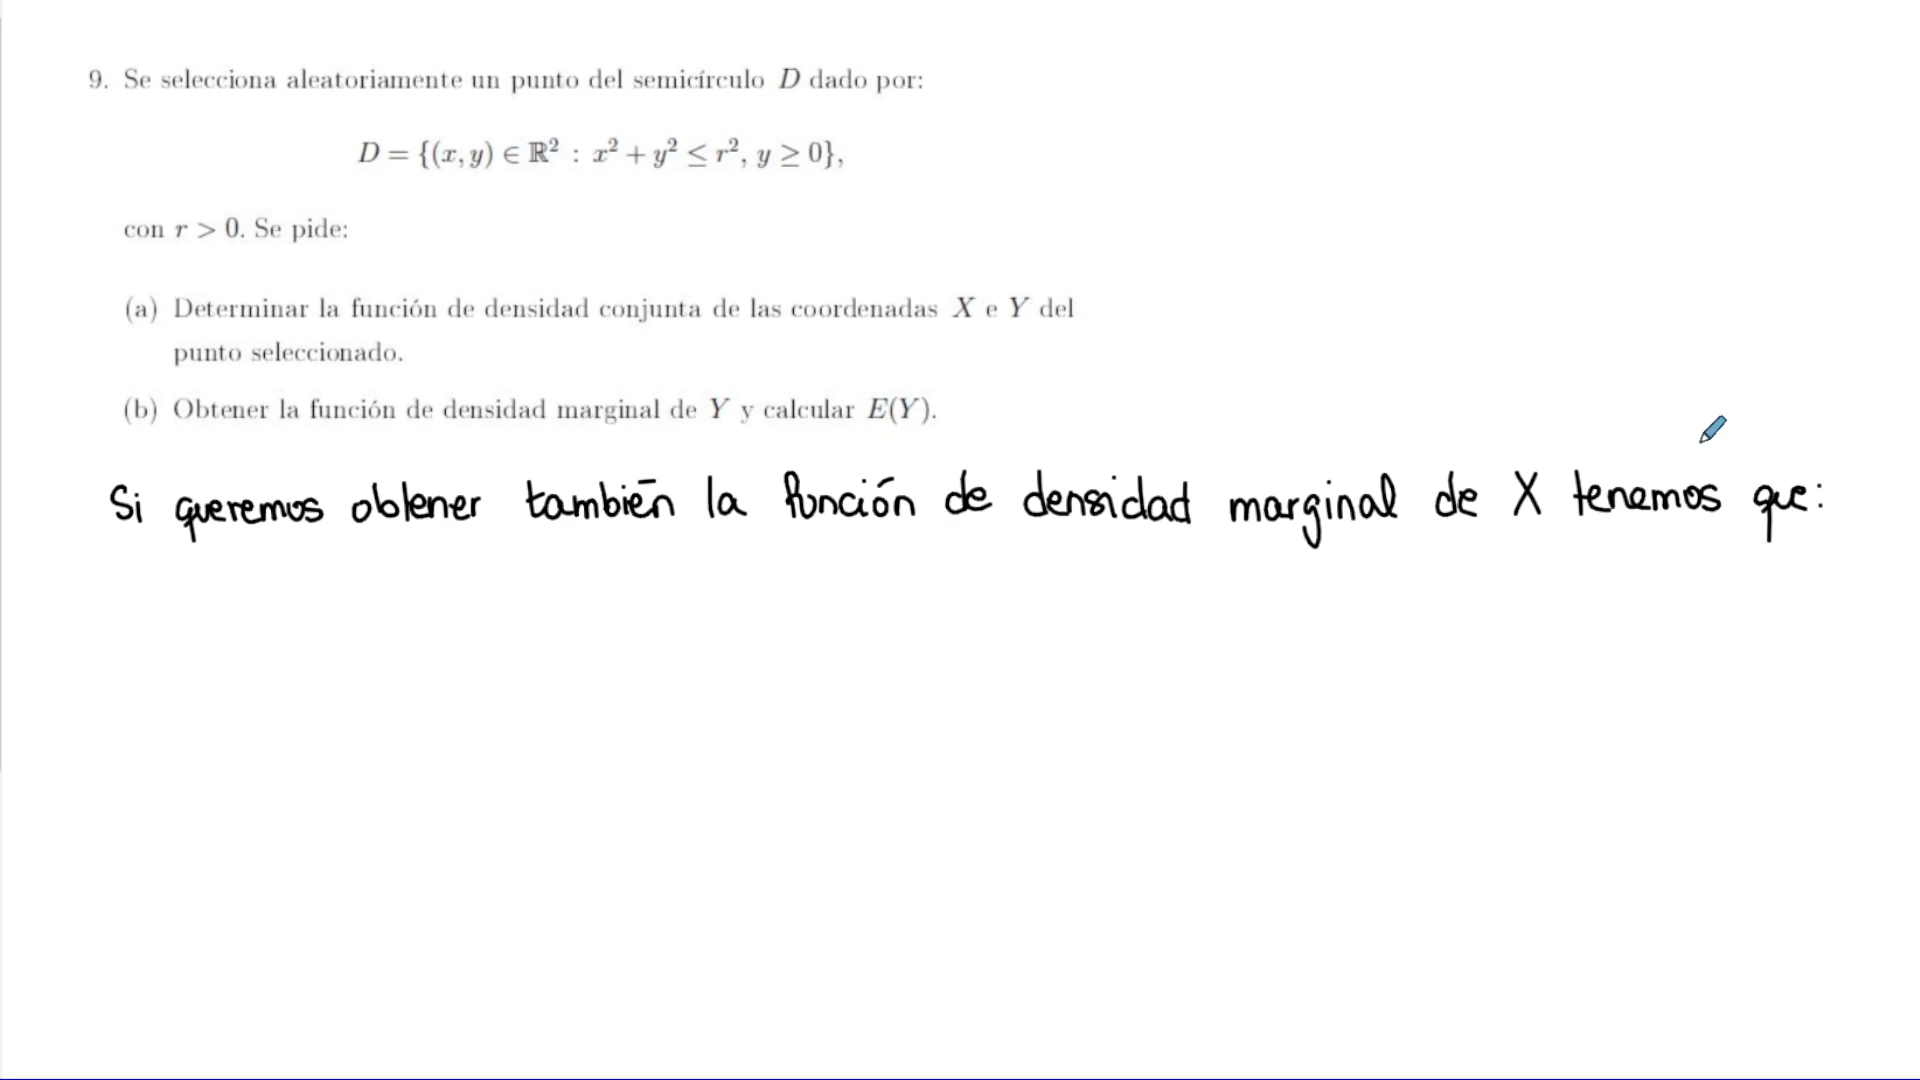 9. Se selecciona aleatoriamente un punto del semicírculo D dado por:
D = {(x, y) ∈ ℝ² : x² + y² ≤ r², y ≥ 0},
con r > 0. Se pide:
(a) Determinar la función de densidad conjunta de las coordenadas X e Y del
punto seleccionado.
(b) Obtener la función de densidad marginal de Y y calcular E(Y).
Si queremos obtener también la función de densidad marginal de X tenemos que: